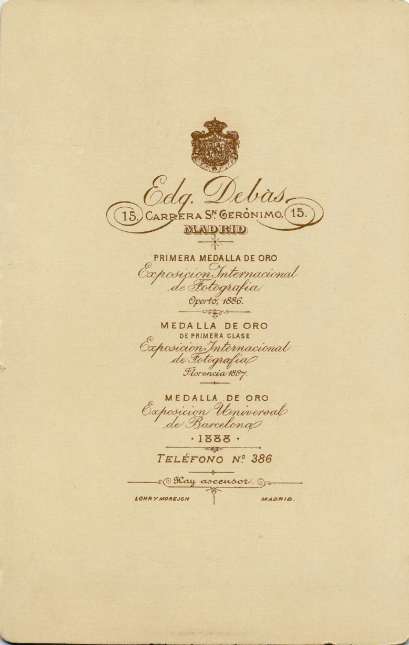 Edg. Debàs
15. CARRERA Sⁿ GERÓNIMO. 15.
MADRID
PRIMERA MEDALLA DE ORO
Exposicion Internacional
de Fotografia
Oporto, 1886.
MEDALLA DE ORO
DE PRIMERA CLASE
Exposicion Internacional
de Fotografia
Florencia 1887.
MEDALLA DE ORO
Exposicion Universal
de Barcelona
· 1888 ·
TELÉFONO Nº 386
Hay ascensor.
LOHR Y MOREJON MADRID.